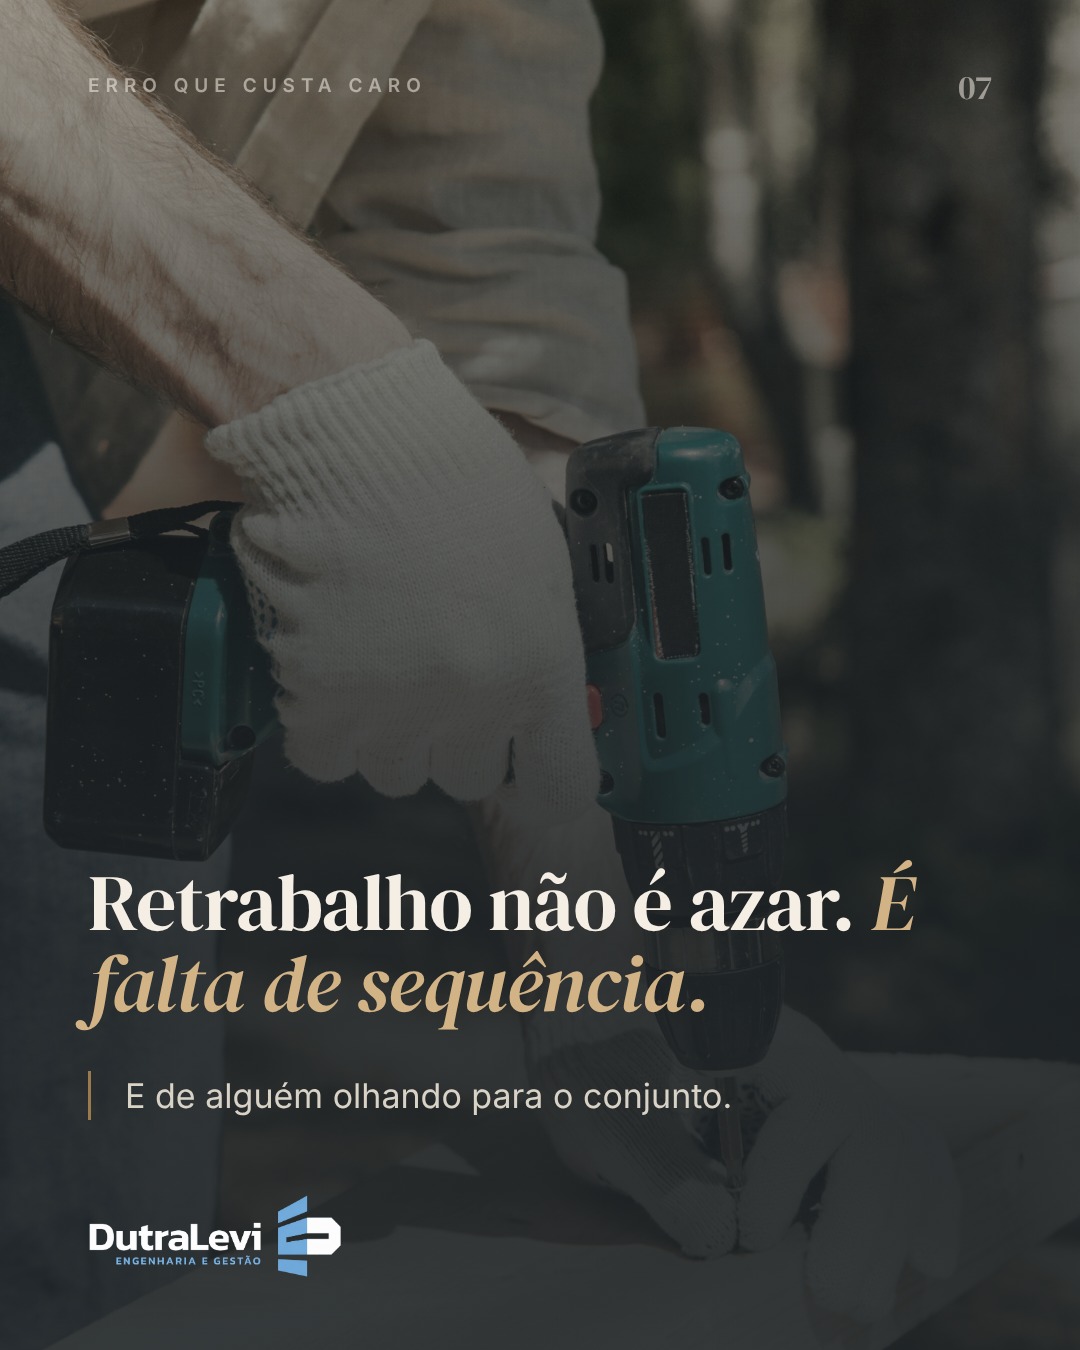 ERRO QUE CUSTA CARO
07
Retrabalho não é azar. É
falta de sequência.
E de alguém olhando para o conjunto.
DutraLevi
ENGENHARIA E GESTÃO